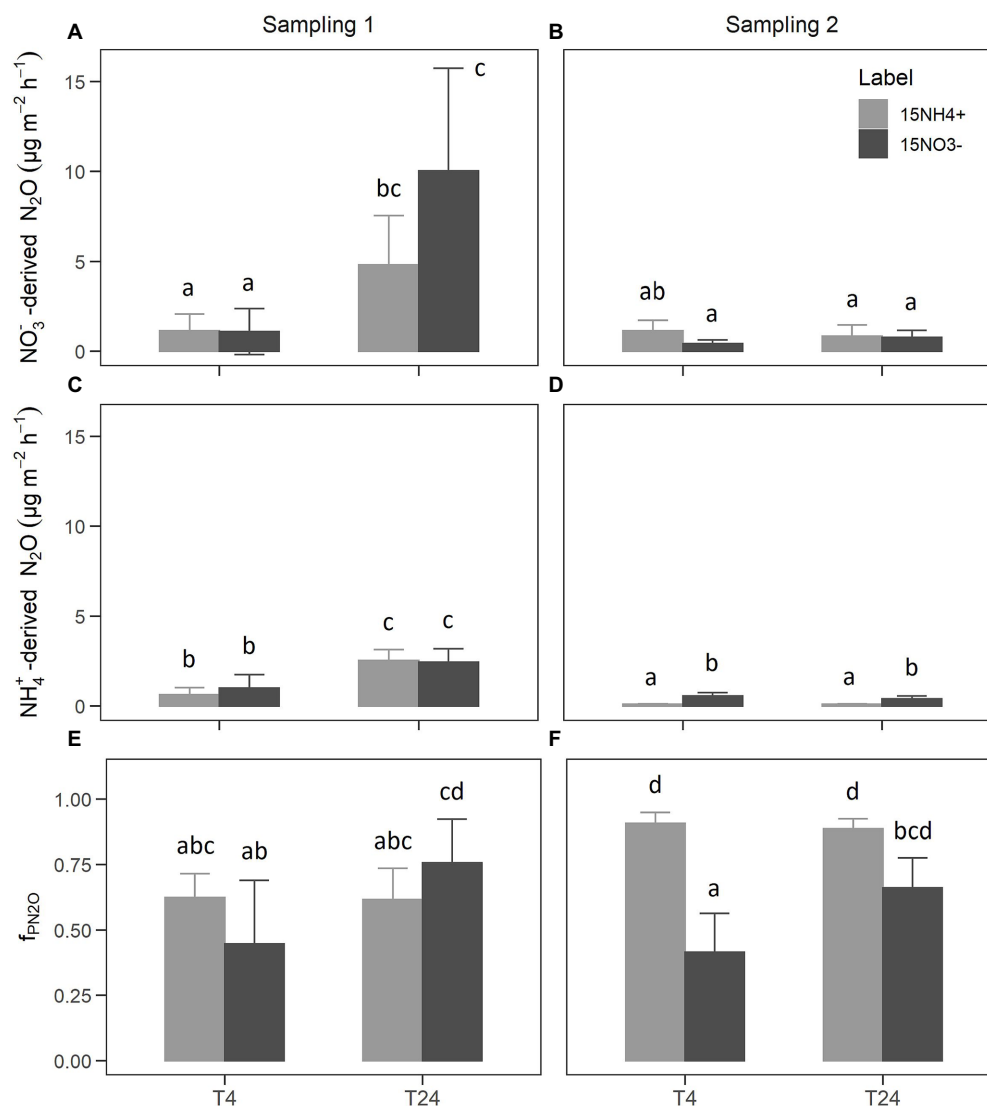 Sampling 1
Sampling 2
A
B
NO₃⁻-derived N₂O (µg m⁻² h⁻¹)
15
10
5
0
a
a
bc
c
Label
15NH4+
15NO3-
ab
a
a
a
C
D
NH₄⁺-derived N₂O (µg m⁻² h⁻¹)
15
10
5
0
b
b
c
c
a
b
a
b
E
F
fPN2O
1.00
0.75
0.50
0.25
0.00
abc
ab
abc
cd
d
a
d
bcd
T4
T24
T4
T24